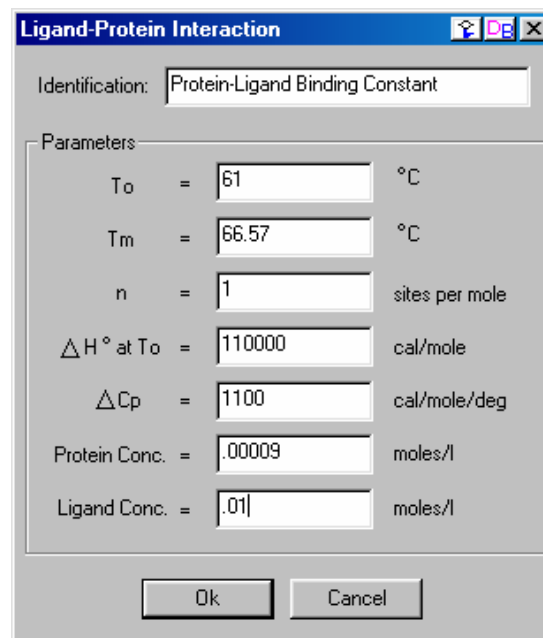 Ligand-Protein Interaction DB
Identification: Protein-Ligand Binding Constant
Parameters
To = 61 °C
Tm = 66.57 °C
n = 1 sites per mole
△H° at To = 110000 cal/mole
△Cp = 1100 cal/mole/deg
Protein Conc. = .00009 moles/l
Ligand Conc. = .01 moles/l
Ok Cancel